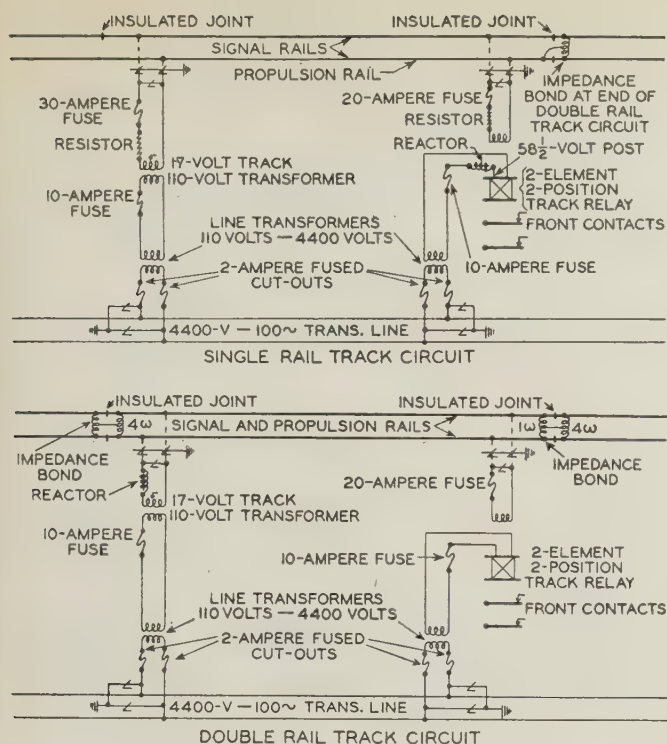 INSULATED JOINT
INSULATED JOINT
SIGNAL RAILS
PROPULSION RAIL
30-AMPERE
FUSE
RESISTOR
17-VOLT TRACK
110-VOLT TRANSFORMER
10-AMPERE
FUSE
20-AMPERE FUSE
RESISTOR
REACTOR
IMPEDANCE
BOND AT END OF
DOUBLE RAIL
TRACK CIRCUIT
58 1/2-VOLT POST
2-ELEMENT
2-POSITION
TRACK RELAY
FRONT CONTACTS
LINE TRANSFORMERS
110 VOLTS — 4400 VOLTS
10-AMPERE FUSE
2-AMPERE FUSED
CUT-OUTS
4400-V — 100~ TRANS. LINE
SINGLE RAIL TRACK CIRCUIT
INSULATED JOINT
INSULATED JOINT
4ω
SIGNAL AND PROPULSION RAILS
1ω
4ω
IMPEDANCE
BOND
REACTOR
IMPEDANCE
BOND
17-VOLT TRACK
110-VOLT TRANSFORMER
20-AMPERE FUSE
10-AMPERE
FUSE
10-AMPERE FUSE
2-ELEMENT
2-POSITION
TRACK RELAY
LINE TRANSFORMERS
110 VOLTS — 4400 VOLTS
FRONT CONTACTS
2-AMPERE FUSED
CUT-OUTS
4400-V — 100~ TRANS. LINE
DOUBLE RAIL TRACK CIRCUIT